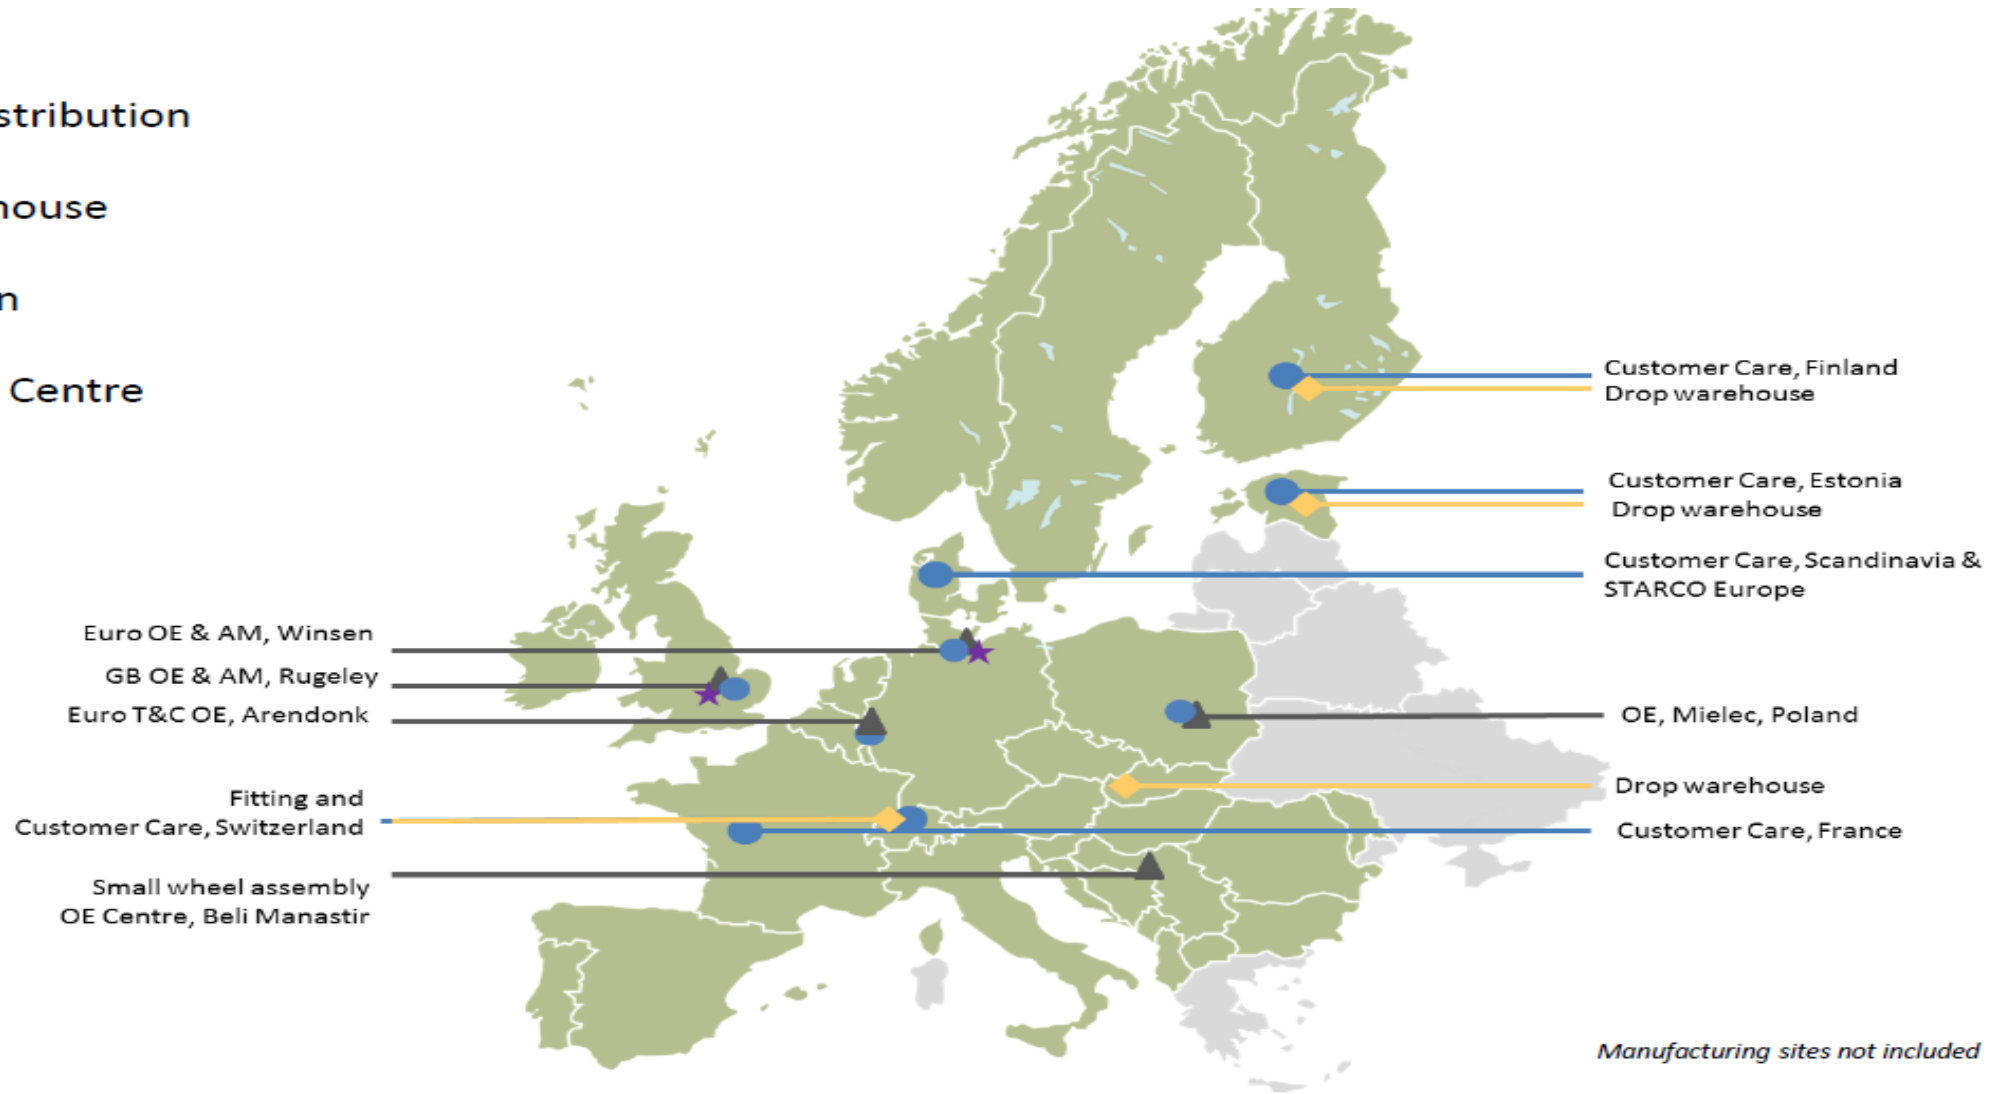 stribution
house
n
Centre
Customer Care, Finland
Drop warehouse
Customer Care, Estonia
Drop warehouse
Customer Care, Scandinavia &
STARCO Europe
Euro OE & AM, Winsen
GB OE & AM, Rugeley
Euro T&C OE, Arendonk
OE, Mielec, Poland
Drop warehouse
Fitting and
Customer Care, Switzerland
Customer Care, France
Small wheel assembly
OE Centre, Beli Manastir
Manufacturing sites not included